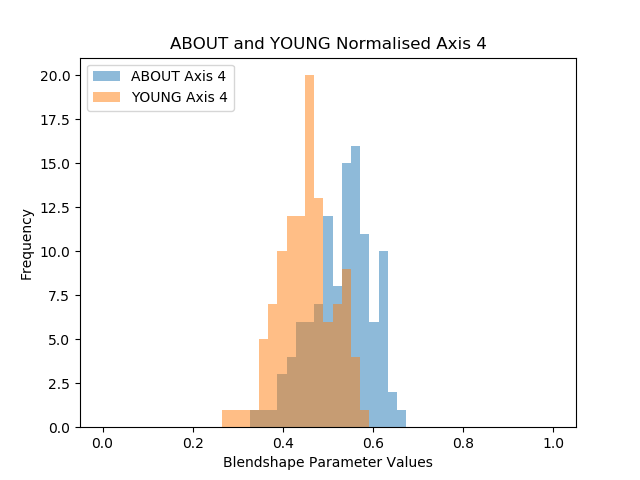 ABOUT and YOUNG Normalised Axis 4
ABOUT Axis 4
YOUNG Axis 4
20.0
17.5
15.0
12.5
10.0
7.5
5.0
2.5
0.0
Frequency
0.0 0.2 0.4 0.6 0.8 1.0
Blendshape Parameter Values